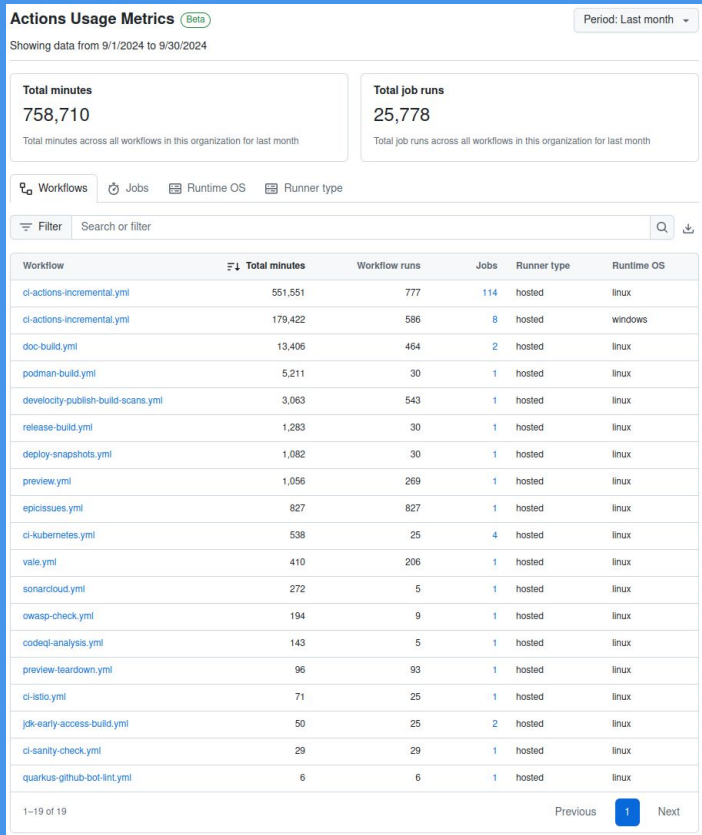 Actions Usage Metrics Beta
Period: Last month
Showing data from 9/1/2024 to 9/30/2024
Total minutes
758,710
Total minutes across all workflows in this organization for last month
Total job runs
25,778
Total job runs across all workflows in this organization for last month
Workflows Jobs Runtime OS Runner type
Filter Search or filter
Workflow Total minutes Workflow runs Jobs Runner type Runtime OS
ci-actions-incremental.yml 551,551 777 114 hosted linux
ci-actions-incremental.yml 179,422 586 8 hosted windows
doc-build.yml 13,406 464 2 hosted linux
podman-build.yml 5,211 30 1 hosted linux
develocity-publish-build-scans.yml 3,063 543 1 hosted linux
release-build.yml 1,283 30 1 hosted linux
deploy-snapshots.yml 1,082 30 1 hosted linux
preview.yml 1,056 269 1 hosted linux
epicissues.yml 827 827 1 hosted linux
ci-kubernetes.yml 538 25 4 hosted linux
vale.yml 410 206 1 hosted linux
sonarcloud.yml 272 5 1 hosted linux
owasp-check.yml 194 9 1 hosted linux
codeql-analysis.yml 143 5 1 hosted linux
preview-teardown.yml 96 93 1 hosted linux
ci-istio.yml 71 25 1 hosted linux
jdk-early-access-build.yml 50 25 2 hosted linux
ci-sanity-check.yml 29 29 1 hosted linux
quarkus-github-bot-lint.yml 6 6 1 hosted linux
1–19 of 19
Previous 1 Next